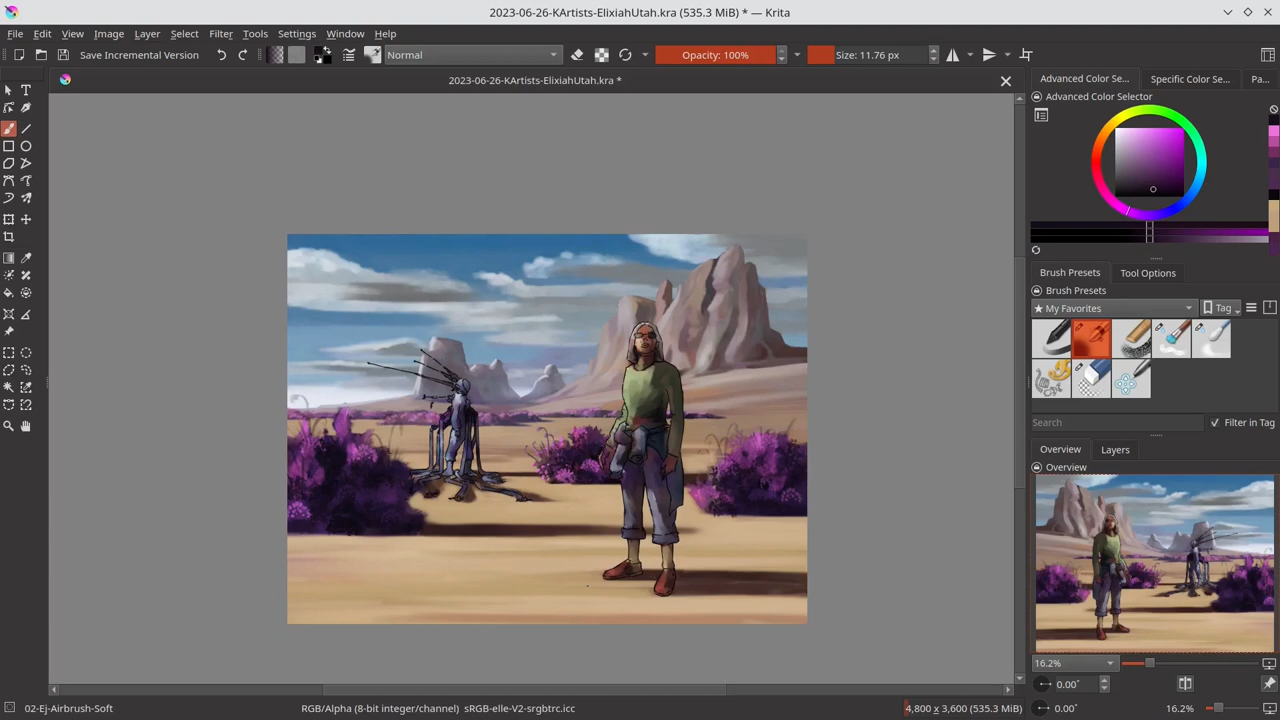 2023-06-26-KArtists-ElixiahUtah.kra (535.3 MiB) * — Krita
File Edit View Image Layer Select Filter Tools Settings Window Help
Save Incremental Version Normal Opacity: 100% Size: 11.76 px
2023-06-26-KArtists-ElixiahUtah.kra *
Advanced Color Se... Specific Color Se... Pa...
Advanced Color Selector
Brush Presets Tool Options
Brush Presets
★ My Favorites Tag
Search Filter in Tag
Overview Layers
Overview
16.2%
0.00°
02-Ej-Airbrush-Soft RGB/Alpha (8-bit integer/channel) sRGB-elle-V2-srgbtrc.icc 4,800 x 3,600 (535.3 MiB) 0.00° 16.2%